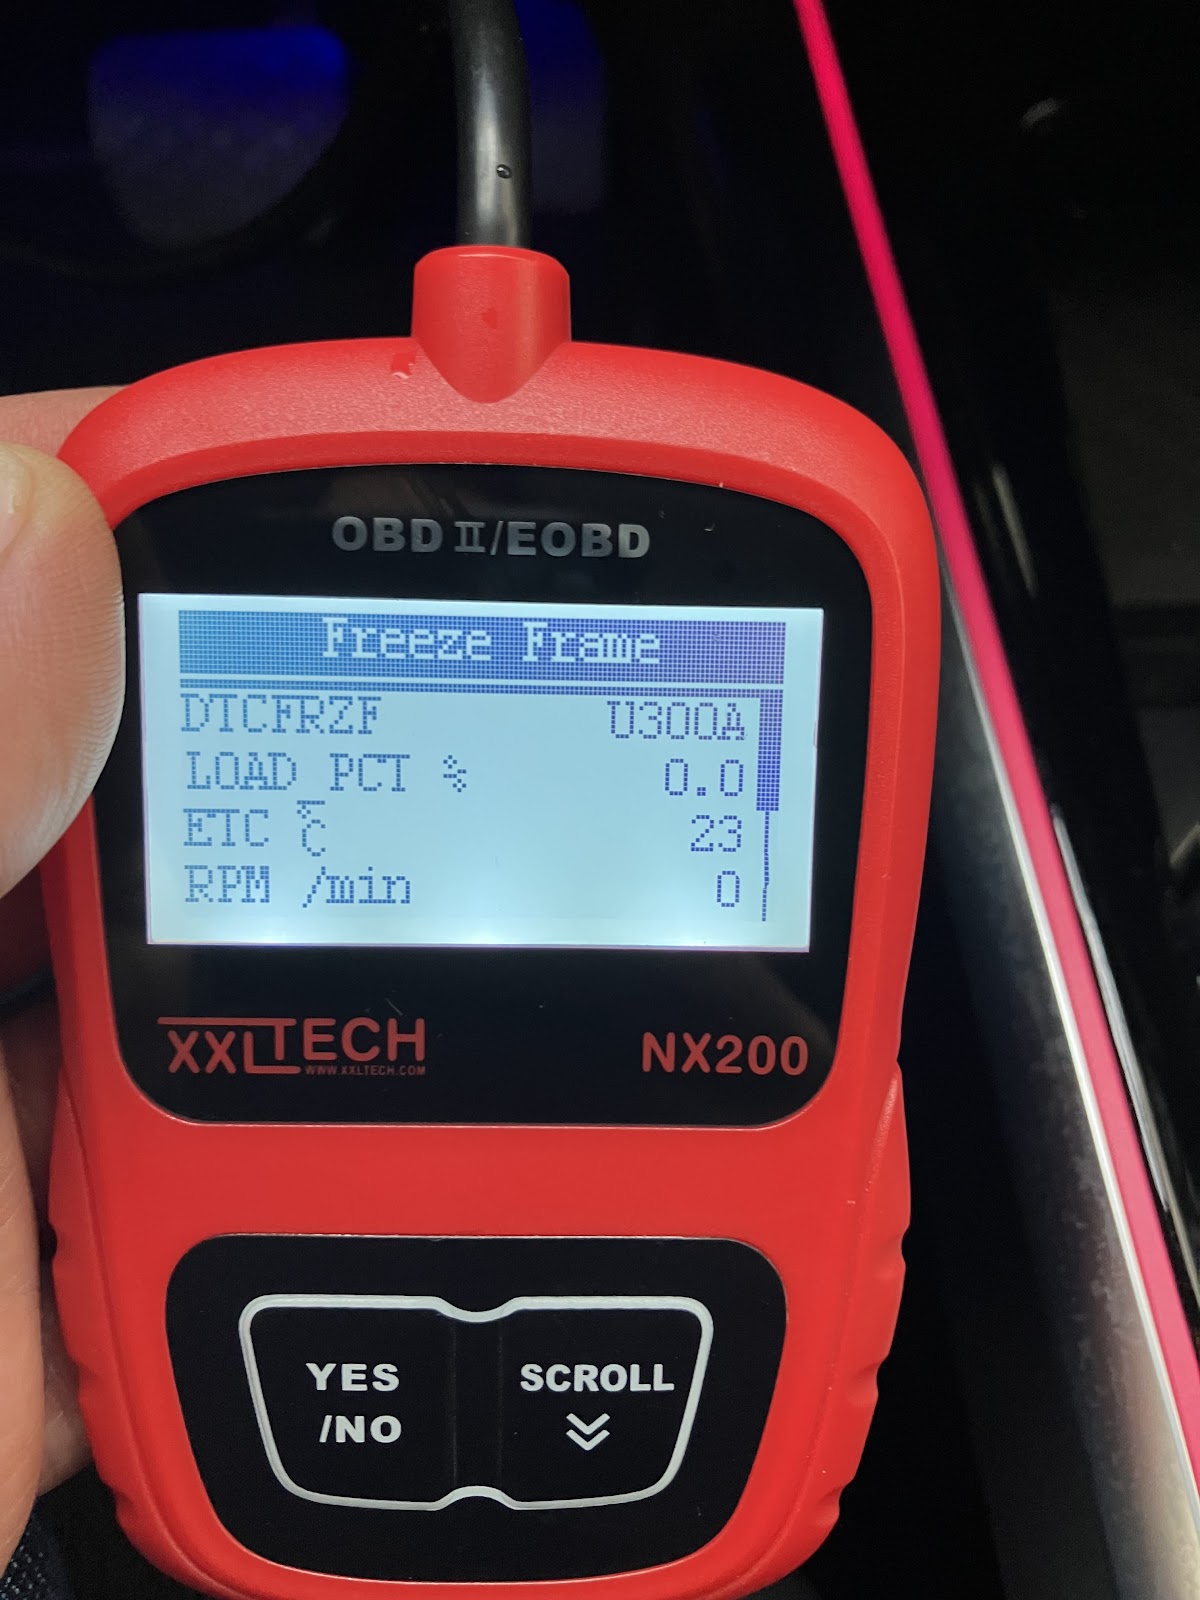 OBD II/EOBD
Freeze Frame
DTCFRZF U300A
LOAD PCT % 0.0
ETC ℃ 23
RPM /min 0
XXLTECH
WWW.XXLTECH.COM
NX200
YES
/NO
SCROLL